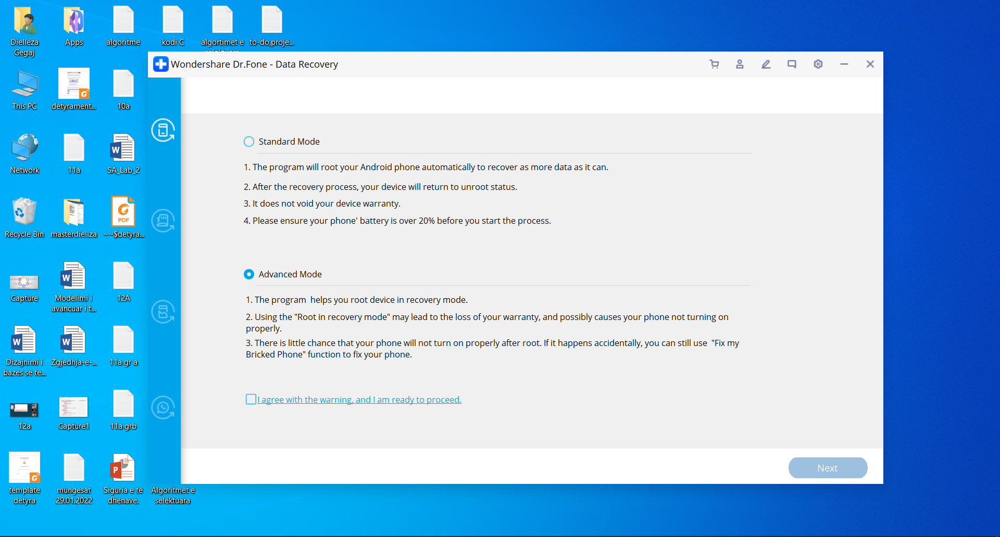 Diellëza
Gegaj
Apps
algoritme
kodi C
algortimet e
selektuara
to-do,proje...
Wondershare Dr.Fone - Data Recovery
This PC
detyrament...
10a
Network
11a
SA_Lab_2
Recycle Bin
masterdiellza
PDF
~~$detyra...
Capture
Modelimi i
avancuar i t...
12A
Dizajnimi i
bazes se te...
Zgjedhja-e-...
11a gr a
12a
Capture1
11a grb
template
detyra
mungesat
29.01.2022
Siguria e të
dhënave.
Algoritmet e
selektuara
Standard Mode
1. The program will root your Android phone automatically to recover as more data as it can.
2. After the recovery process, your device will return to unroot status.
3. It does not void your device warranty.
4. Please ensure your phone' battery is over 20% before you start the process.
Advanced Mode
1. The program helps you root device in recovery mode.
2. Using the "Root in recovery mode" may lead to the loss of your warranty, and possibly causes your phone not turning on
properly.
3. There is little chance that your phone will not turn on properly after root. If it happens accidentally, you can still use "Fix my
Bricked Phone" function to fix your phone.
I agree with the warning, and I am ready to proceed.
Next